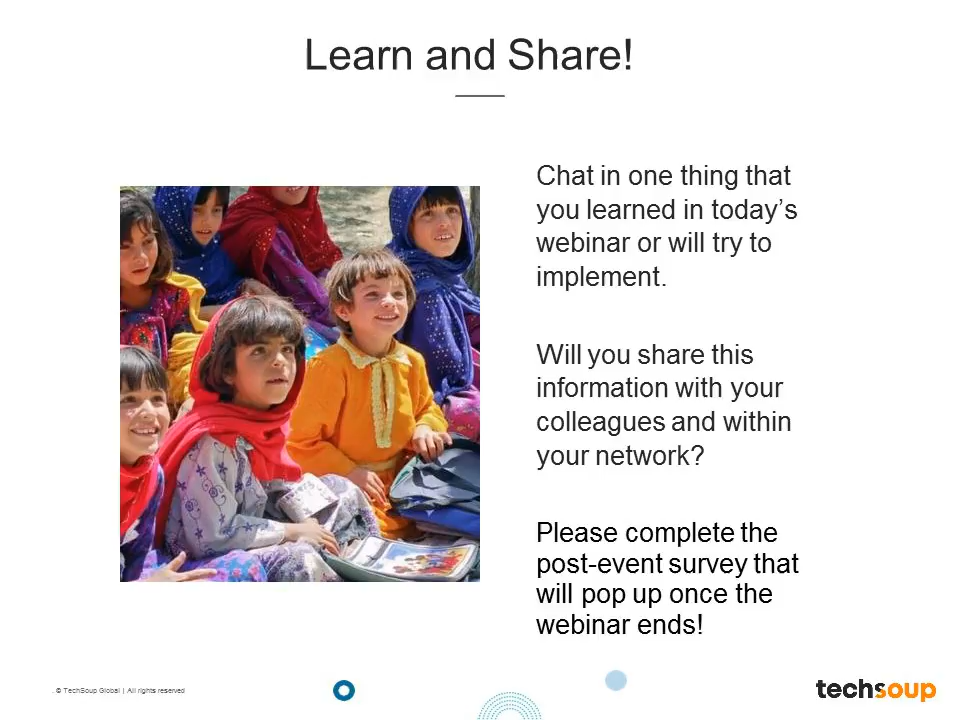 Learn and Share!
Chat in one thing that
you learned in today’s
webinar or will try to
implement.
Will you share this
information with your
colleagues and within
your network?
Please complete the
post-event survey that
will pop up once the
webinar ends!
. © TechSoup Global | All rights reserved
techsoup